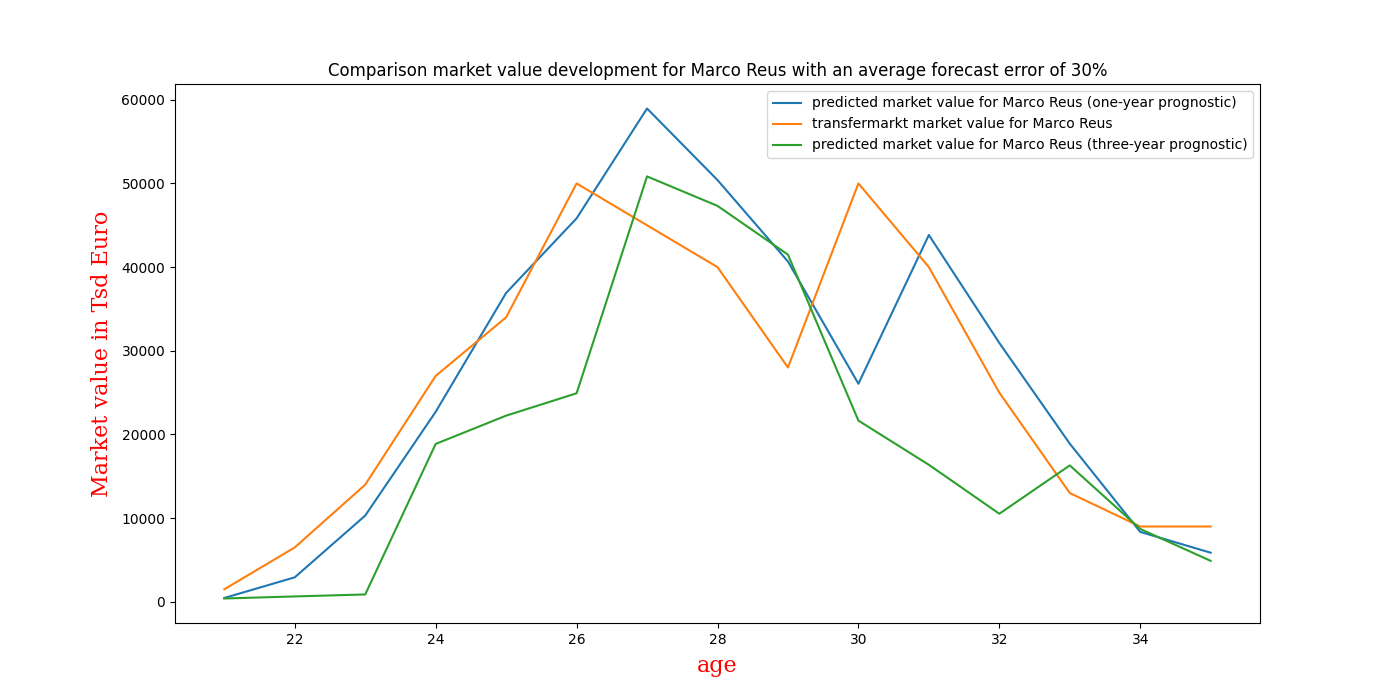 Comparison market value development for Marco Reus with an average forecast error of 30%
predicted market value for Marco Reus (one-year prognostic)
transfermarkt market value for Marco Reus
predicted market value for Marco Reus (three-year prognostic)
Market value in Tsd Euro
60000
50000
40000
30000
20000
10000
0
22 24 26 28 30 32 34
age